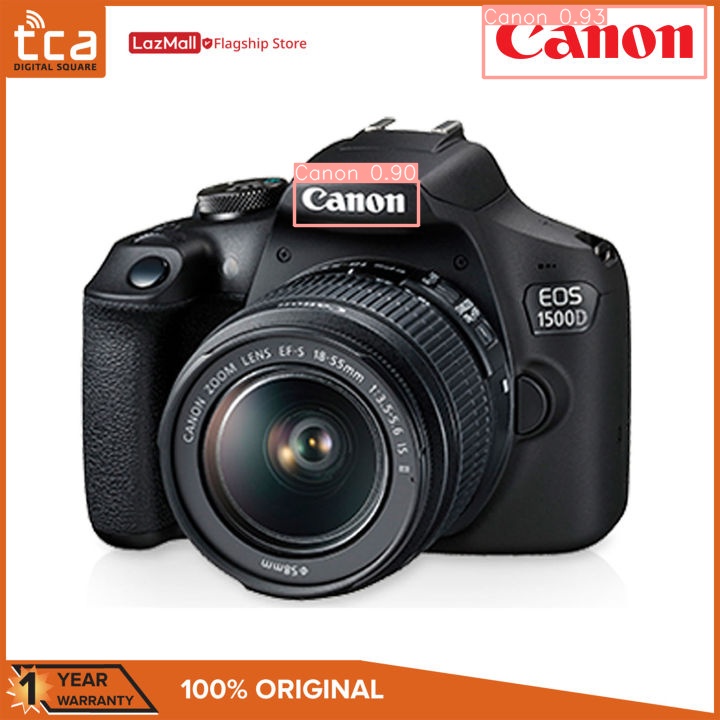 tca
DIGITAL SQUARE
LazMall Flagship Store
Canon 0.93
Canon
Canon 0.90
Canon
EOS
1500D
CANON ZOOM LENS EF-S 18-55mm 1:3.5-5.6 IS II
Φ58mm
1 YEAR
WARRANTY
100% ORIGINAL